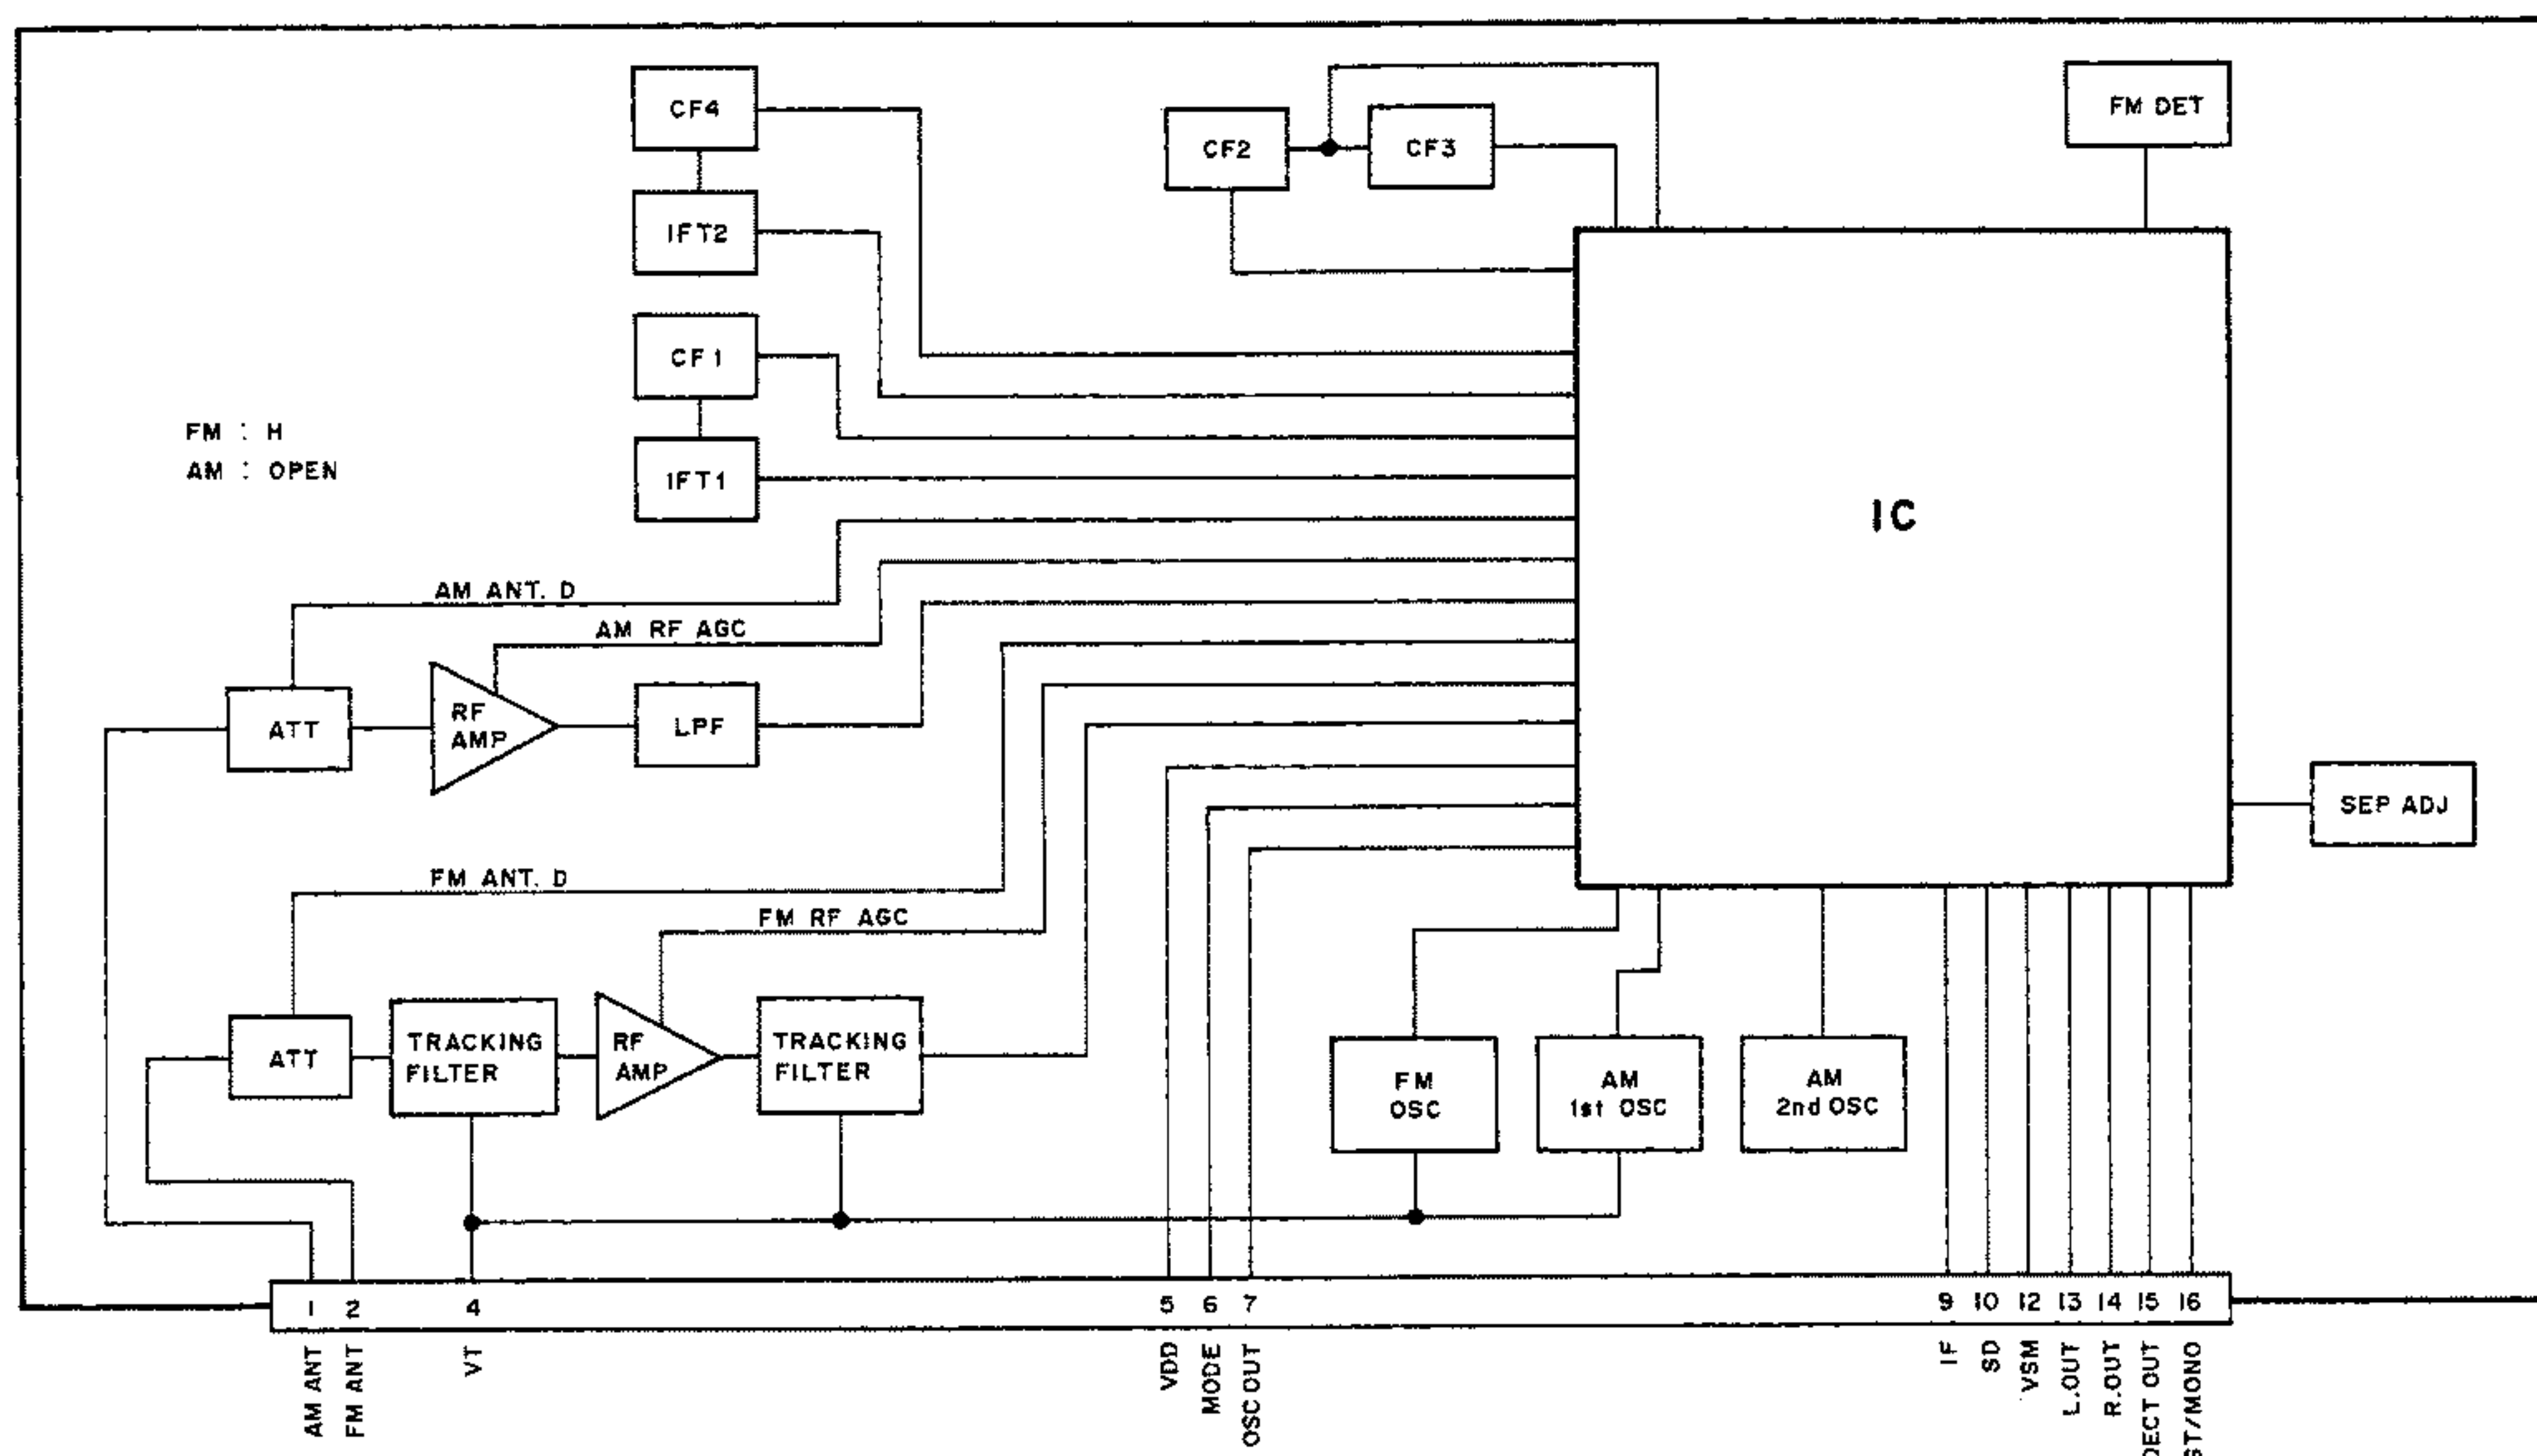 CF4
CF2
CF3
FM DET
IFT2
CF1
FM : H
AM : OPEN
IFT1
IC
AM ANT. D
AM RF AGC
ATT
RF
AMP
LPF
SEP ADJ
FM ANT. D
FM RF AGC
ATT
TRACKING
FILTER
RF
AMP
TRACKING
FILTER
FM
OSC
AM
1st OSC
AM
2nd OSC
1 2 4 5 6 7 9 10 12 13 14 15 16
AM ANT
FM ANT
VT
VDD
MODE
OSC OUT
IF
SD
VSM
L.OUT
R.OUT
DECT OUT
ST/MONO